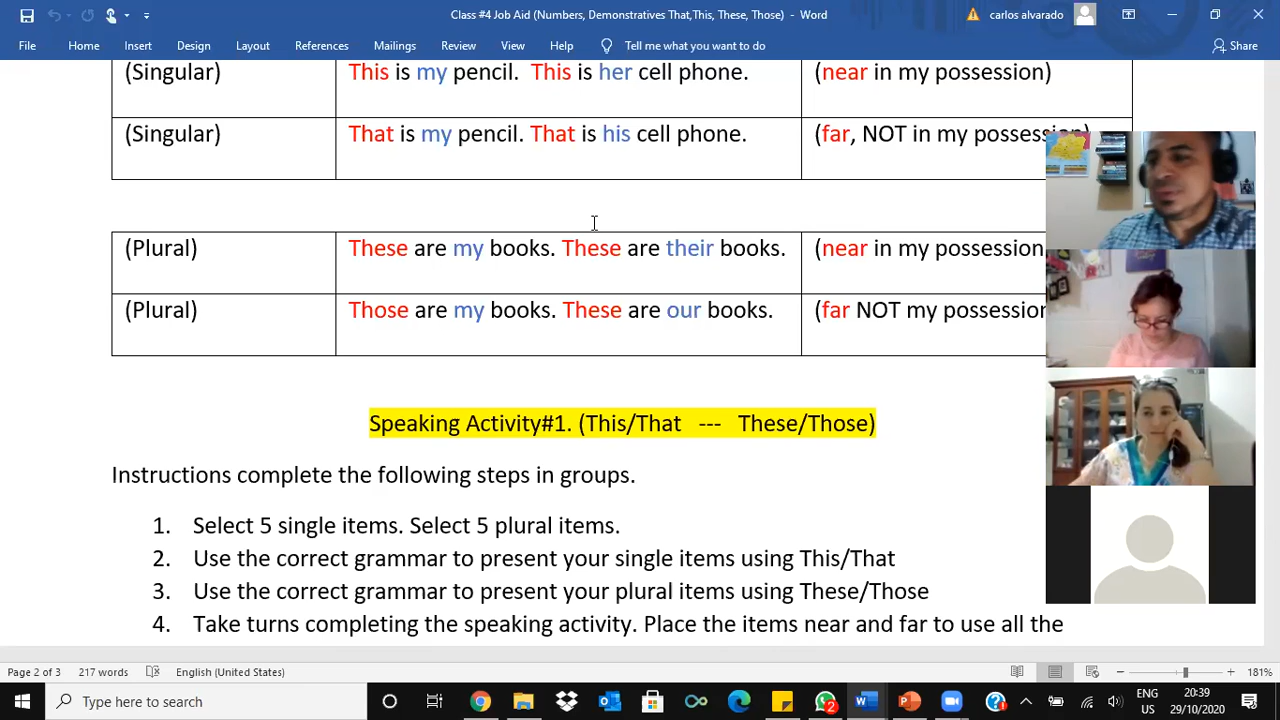 Class #4 Job Aid (Numbers, Demonstratives That,This, These, Those) - Word
carlos alvarado
File Home Insert Design Layout References Mailings Review View Help Tell me what you want to do Share
(Singular) This is my pencil. This is her cell phone. (near in my possession)
(Singular) That is my pencil. That is his cell phone. (far, NOT in my possession)
(Plural) These are my books. These are their books. (near in my possession
(Plural) Those are my books. These are our books. (far NOT my possession
Speaking Activity#1. (This/That --- These/Those)
Instructions complete the following steps in groups.
1. Select 5 single items. Select 5 plural items.
2. Use the correct grammar to present your single items using This/That
3. Use the correct grammar to present your plural items using These/Those
4. Take turns completing the speaking activity. Place the items near and far to use all the
Page 2 of 3 217 words English (United States) 181%
Type here to search
2
ENG
US
20:39
29/10/2020